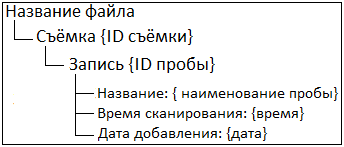 Название файла
Съёмка {ID съёмки}
Запись {ID пробы}
Название: { наименование пробы}
Время сканирования: {время}
Дата добавления: {дата}